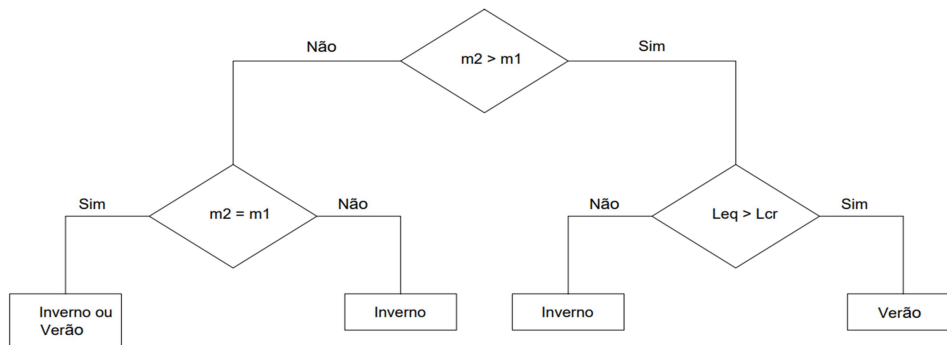 m2 > m1
Não
Sim
m2 = m1
Sim
Não
Leq > Lcr
Não
Sim
Inverno ou
Verão
Inverno
Inverno
Verão